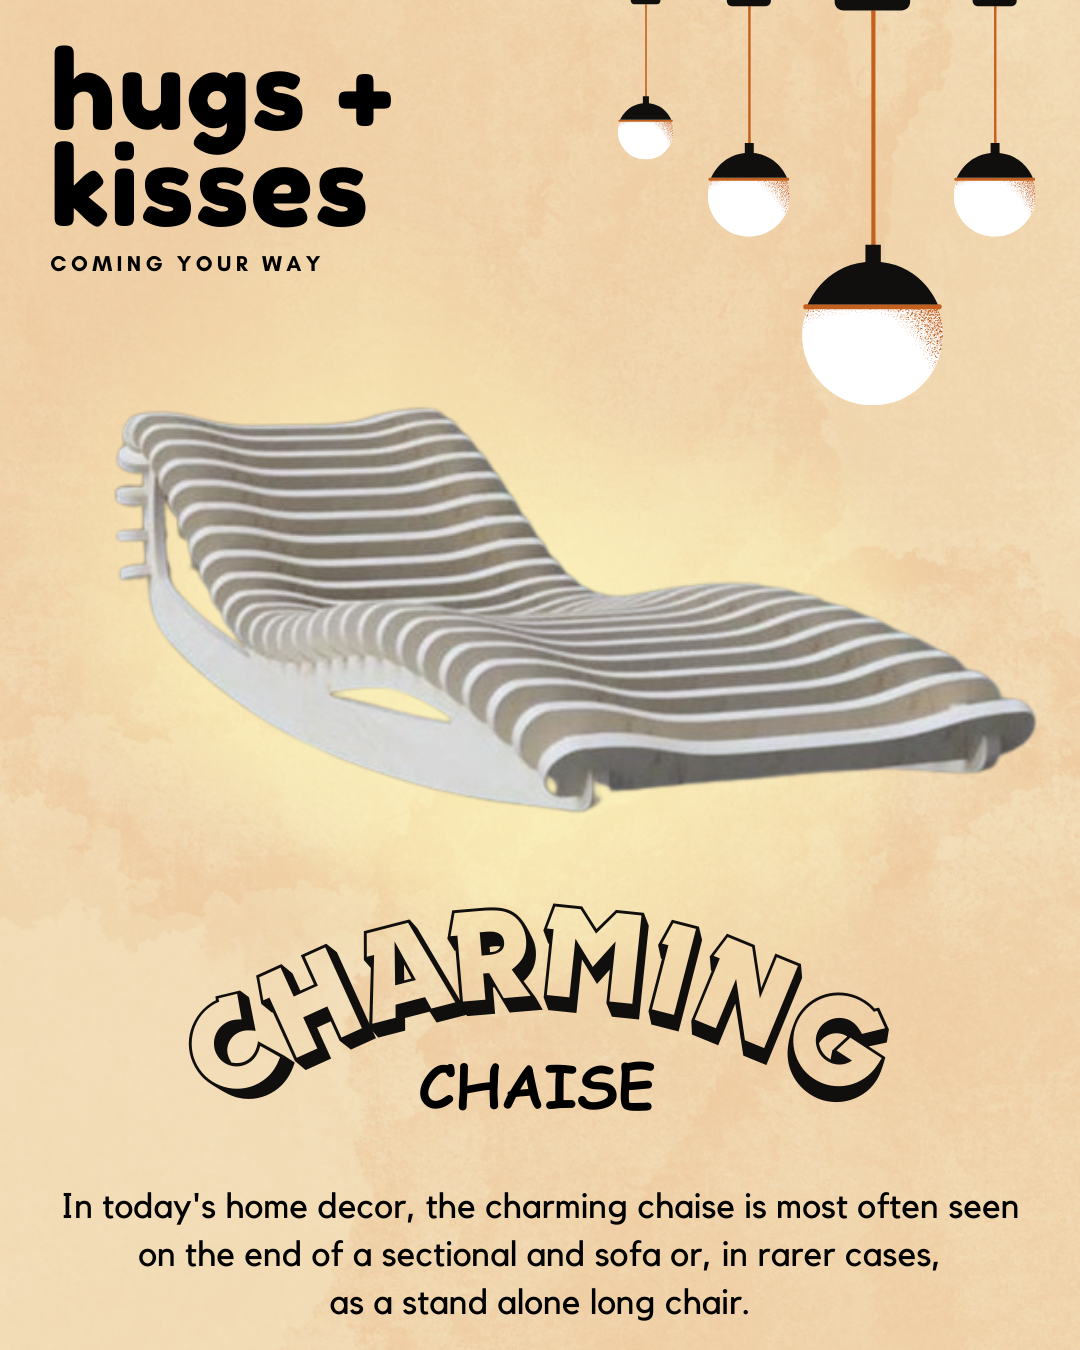 hugs +
kisses
COMING YOUR WAY
CHARMING
CHAISE
In today's home decor, the charming chaise is most often seen
on the end of a sectional and sofa or, in rarer cases,
as a stand alone long chair.